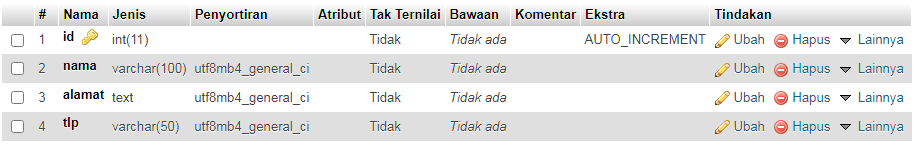 # Nama Jenis Penyortiran Atribut Tak Ternilai Bawaan Komentar Ekstra Tindakan
1 id int(11) Tidak Tidak ada AUTO_INCREMENT Ubah Hapus Lainnya
2 nama varchar(100) utf8mb4_general_ci Tidak Tidak ada Ubah Hapus Lainnya
3 alamat text utf8mb4_general_ci Tidak Tidak ada Ubah Hapus Lainnya
4 tlp varchar(50) utf8mb4_general_ci Tidak Tidak ada Ubah Hapus Lainnya